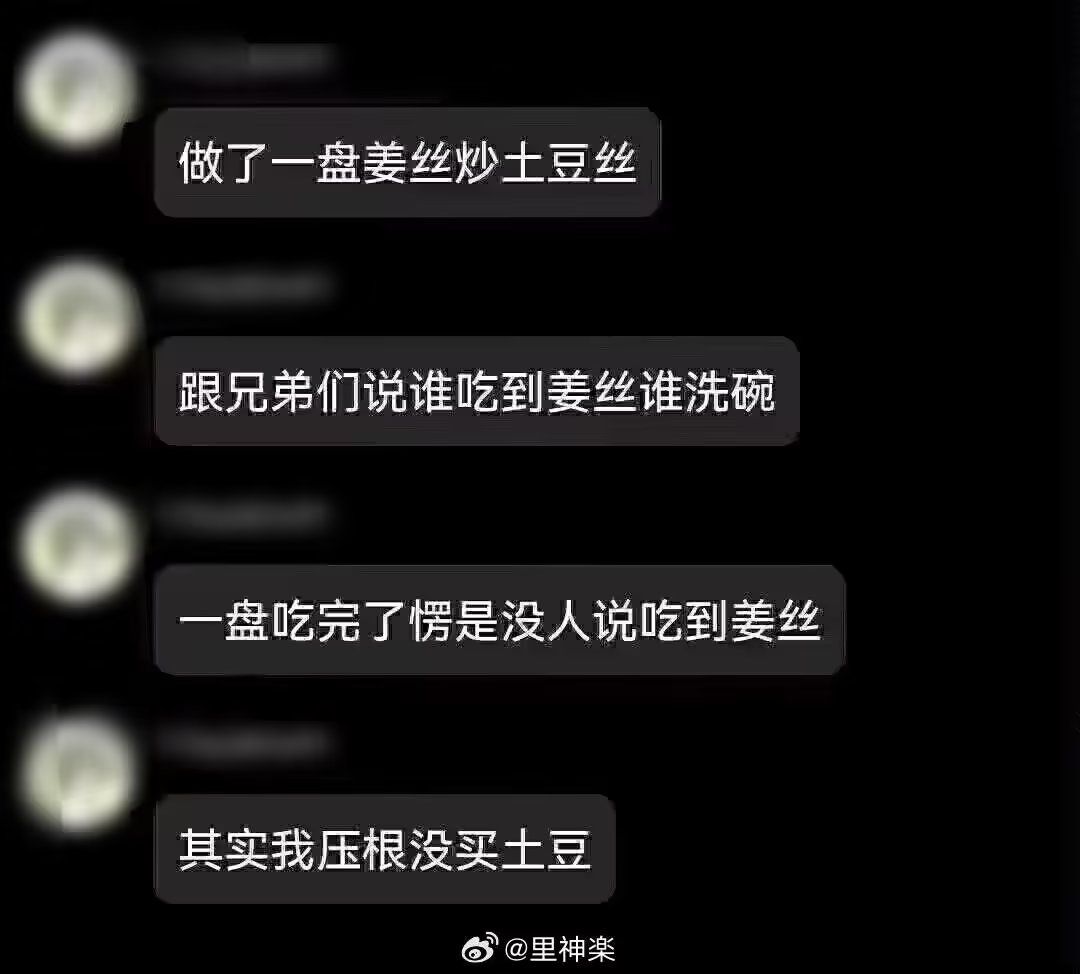 做了一盘姜丝炒土豆丝
跟兄弟们说谁吃到姜丝谁洗碗
一盘吃完了愣是没人说吃到姜丝
其实我压根没买土豆
@里神楽